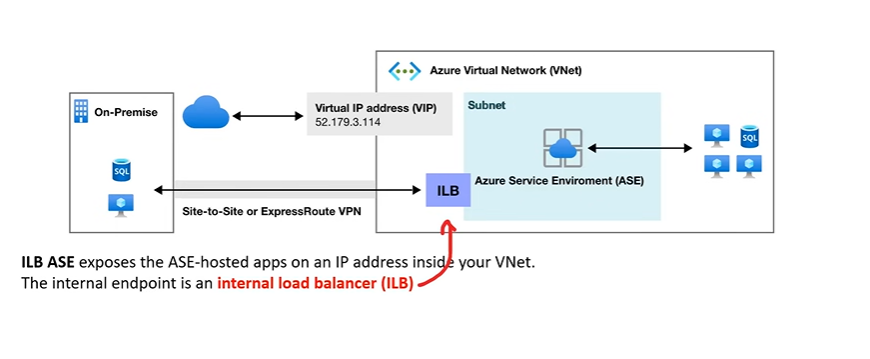 Azure Virtual Network (VNet)
On-Premise
Virtual IP address (VIP)
52.179.3.114
Subnet
SQL
SQL
Azure Service Enviroment (ASE)
ILB
Site-to-Site or ExpressRoute VPN
ILB ASE exposes the ASE-hosted apps on an IP address inside your VNet.
The internal endpoint is an internal load balancer (ILB)